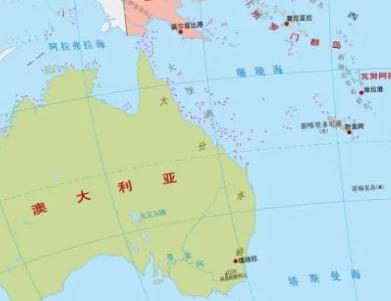 阿拉弗拉海
莫尔兹比港
霍尼亚拉
西
门
群
岛
珊瑚海
瓦努阿
维拉港
新喀里多尼亚
(法)
努美阿
大堡礁
大
分
水
岭
澳大利亚
诺福克岛(澳)
堪培拉
塔斯曼海